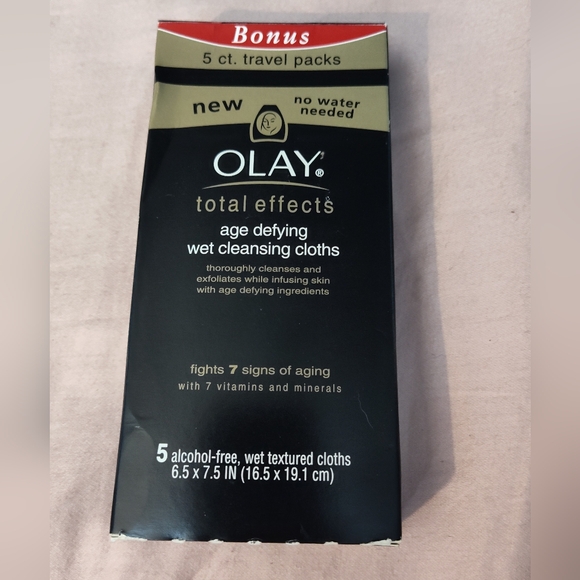 Bonus
5 ct. travel packs
new
no water
needed
OLAY®
total effects
age defying
wet cleansing cloths
thoroughly cleanses and
exfoliates while infusing skin
with age defying ingredients
fights 7 signs of aging
with 7 vitamins and minerals
5 alcohol-free, wet textured cloths
6.5 x 7.5 IN (16.5 x 19.1 cm)